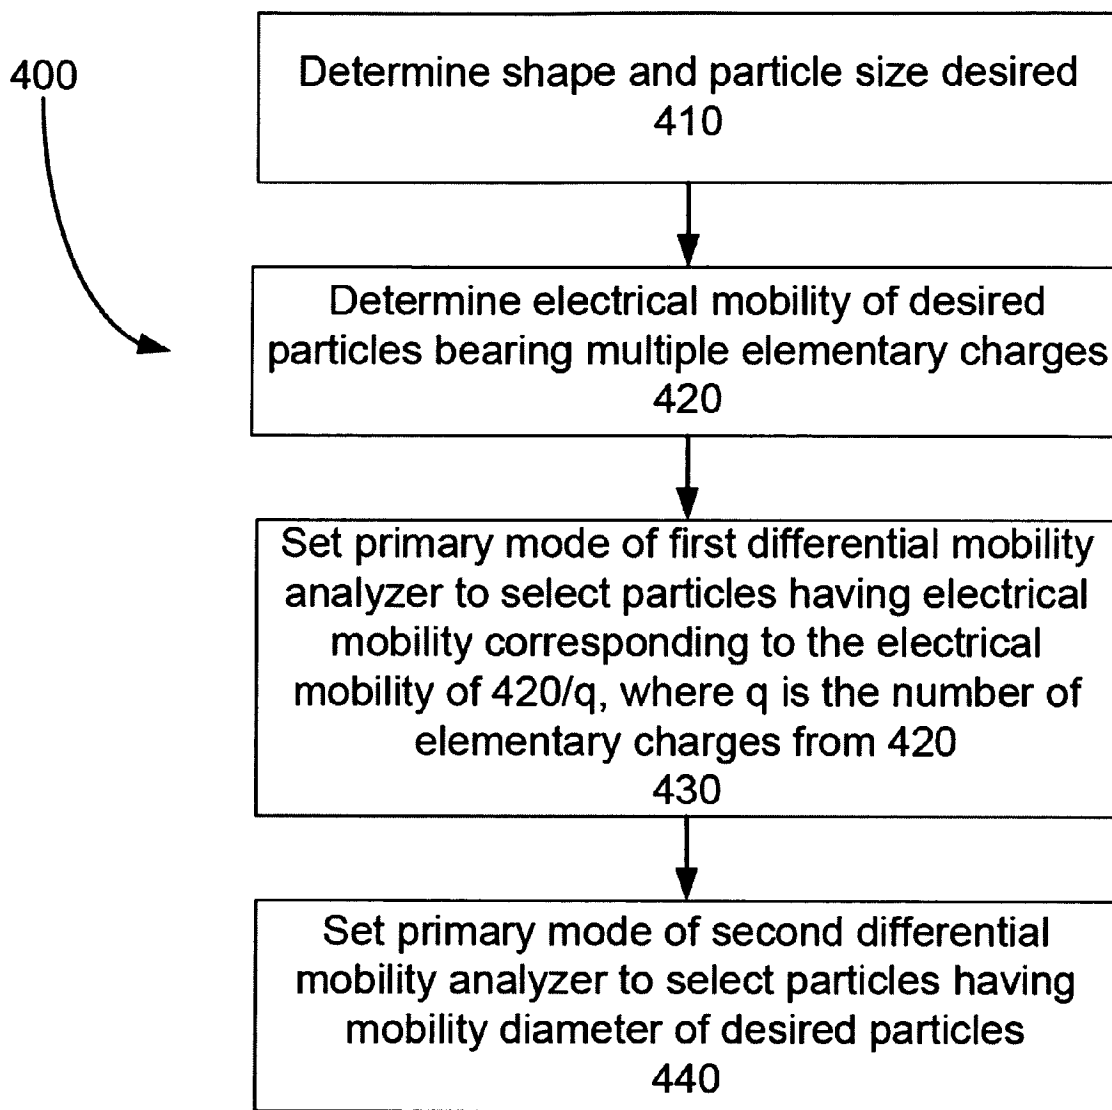 400
Determine shape and particle size desired
410
Determine electrical mobility of desired
particles bearing multiple elementary charges
420
Set primary mode of first differential mobility
analyzer to select particles having electrical
mobility corresponding to the electrical
mobility of 420/q, where q is the number of
elementary charges from 420
430
Set primary mode of second differential
mobility analyzer to select particles having
mobility diameter of desired particles
440